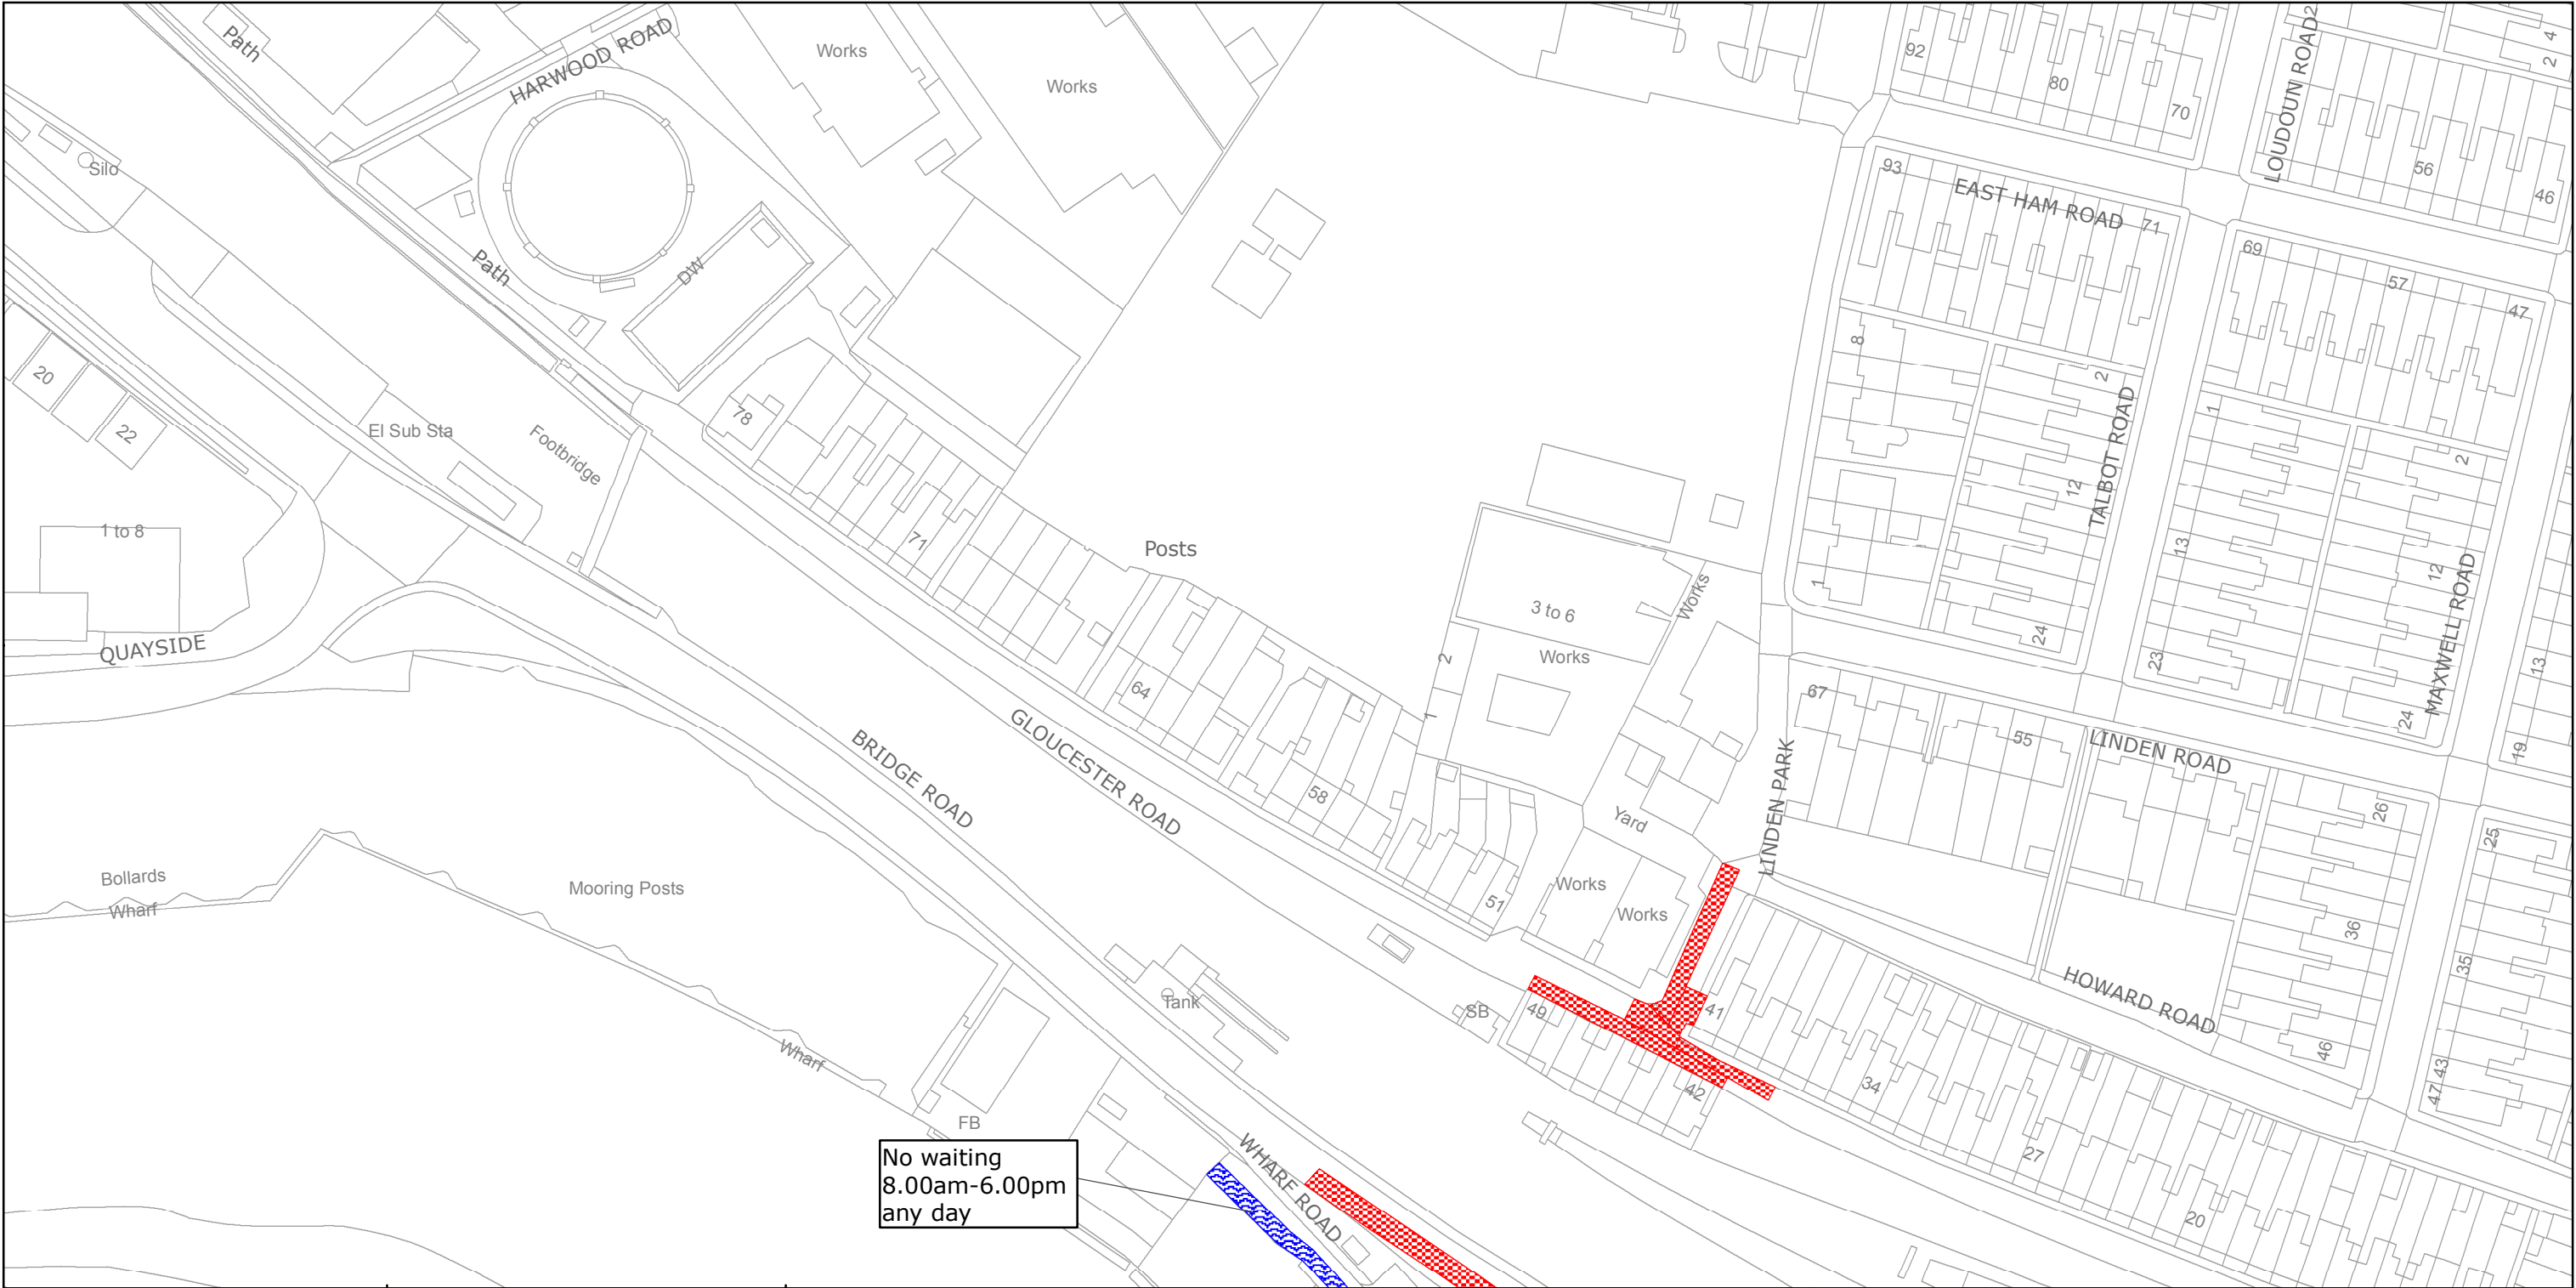 Path
HARWOOD ROAD
Works
Works
92
80
70
LOUDOUN ROAD
2
4
2
56
46
Silo
93
EAST HAM ROAD
71
69
57
47
Path
DW
20
22
El Sub Sta
Footbridge
78
71
8
2
TALBOT ROAD
12
1
1
24
1
13
23
2
12
MAXWELL ROAD
24
13
19
1 to 8
QUAYSIDE
Posts
3 to 6
Works
Works
2
1
64
58
51
BRIDGE ROAD
GLOUCESTER ROAD
67
55
LINDEN ROAD
LINDEN PARK
Yard
Works
Works
26
36
46
25
35
43
47
HOWARD ROAD
Bollards
Wharf
Mooring Posts
Wharf
Tank
SB
49
41
42
34
27
20
FB
WHARF ROAD
No waiting
8.00am-6.00pm
any day